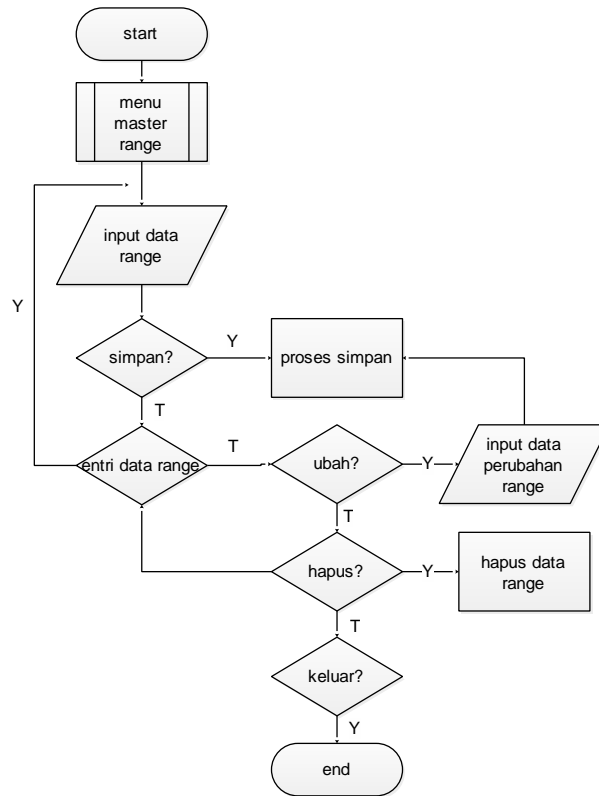 start
menu
master
range
input data
range
Y
simpan?
Y
proses simpan
T
entri data range
T
ubah?
Y
input data
perubahan
range
T
hapus?
Y
hapus data
range
T
keluar?
Y
end